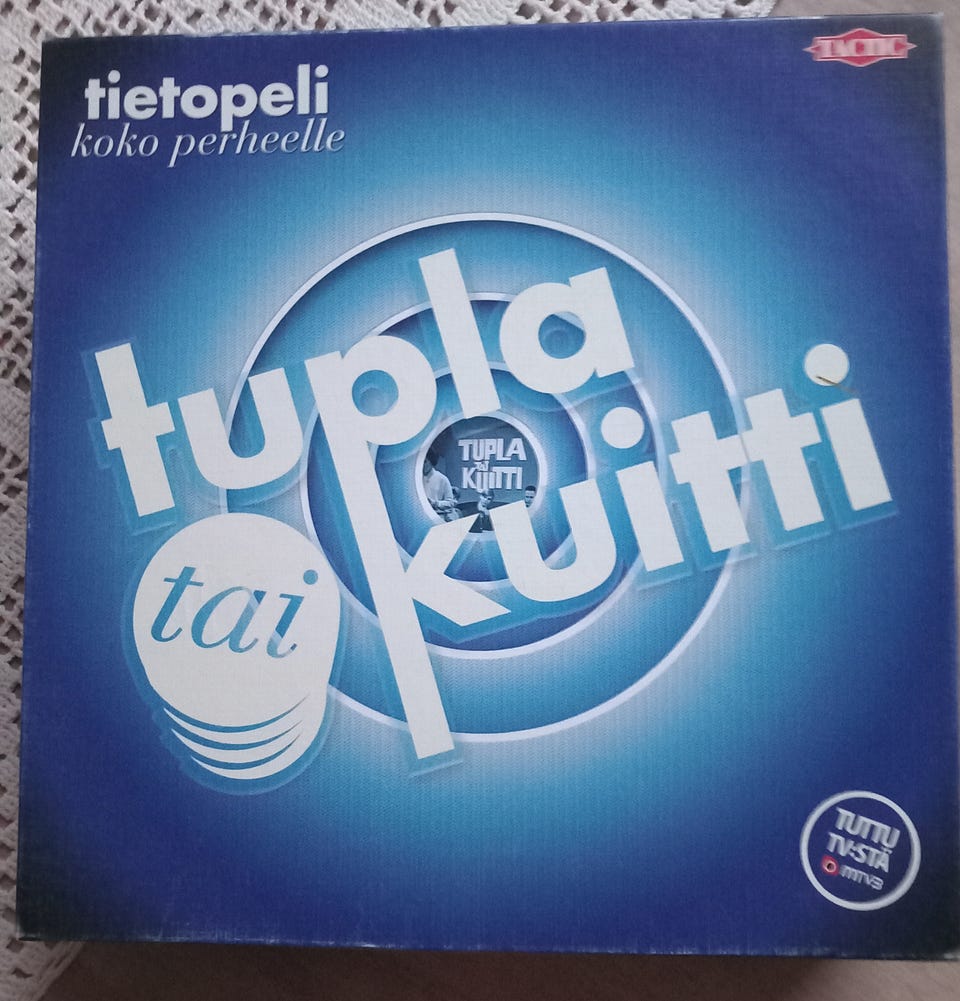 tietopeli
koko perheelle
TACTIC
tupla
tai
kuitti
TUPLA
TAI
KUITTI
TUTTU
TV:STÄ
MTV3